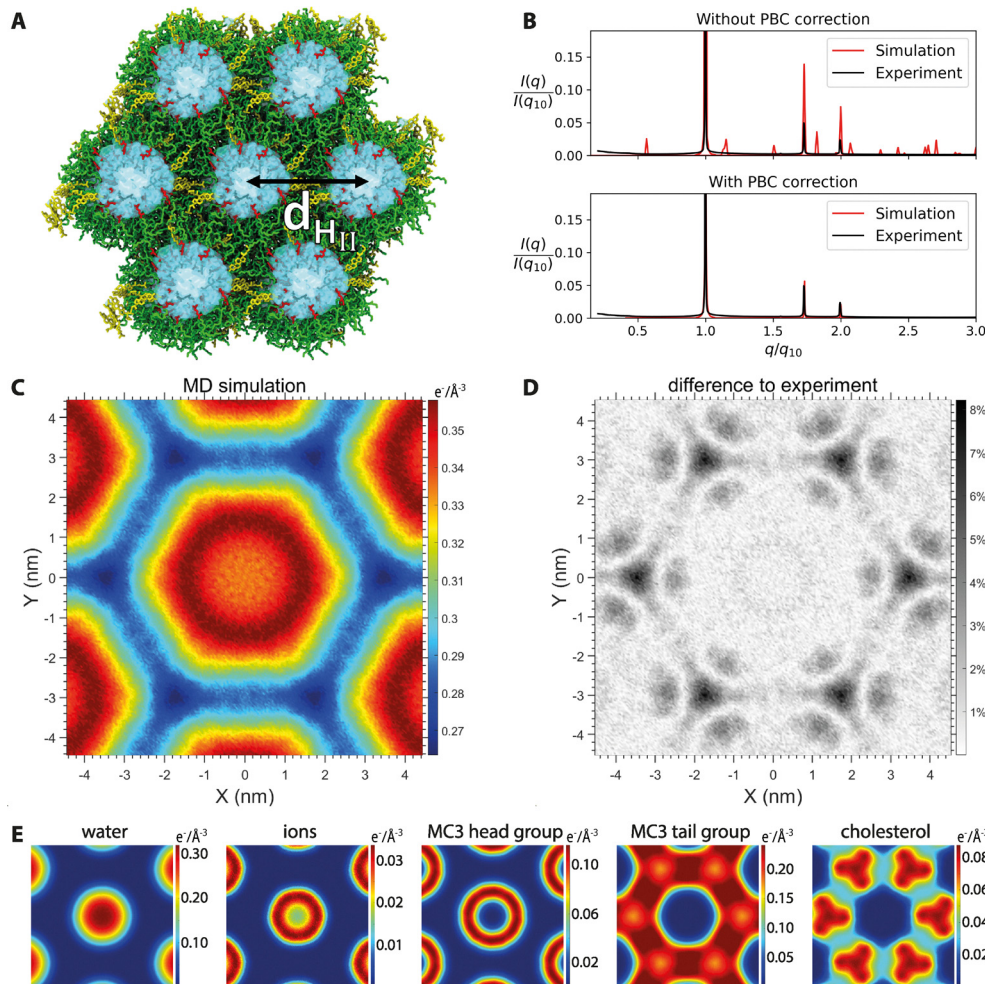 A
d_HII
B
Without PBC correction
I(q)
I(q10)
0.15
0.10
0.05
0.00
Simulation
Experiment
With PBC correction
I(q)
I(q10)
0.15
0.10
0.05
0.00
Simulation
Experiment
0.5 1.0 1.5 2.0 2.5 3.0
q/q10
C
MD simulation
e⁻/Å⁻³
Y (nm)
4
3
2
1
0
-1
-2
-3
-4
-4 -3 -2 -1 0 1 2 3 4
X (nm)
0.35
0.34
0.33
0.32
0.31
0.3
0.29
0.28
0.27
D
difference to experiment
Y (nm)
4
3
2
1
0
-1
-2
-3
-4
-4 -3 -2 -1 0 1 2 3 4
X (nm)
8%
7%
6%
5%
4%
3%
2%
1%
E
water
e⁻/Å⁻³
0.30
0.20
0.10
ions
e⁻/Å⁻³
0.03
0.02
0.01
MC3 head group
e⁻/Å⁻³
0.10
0.06
0.02
MC3 tail group
e⁻/Å⁻³
0.20
0.15
0.10
0.05
cholesterol
e⁻/Å⁻³
0.08
0.06
0.04
0.02